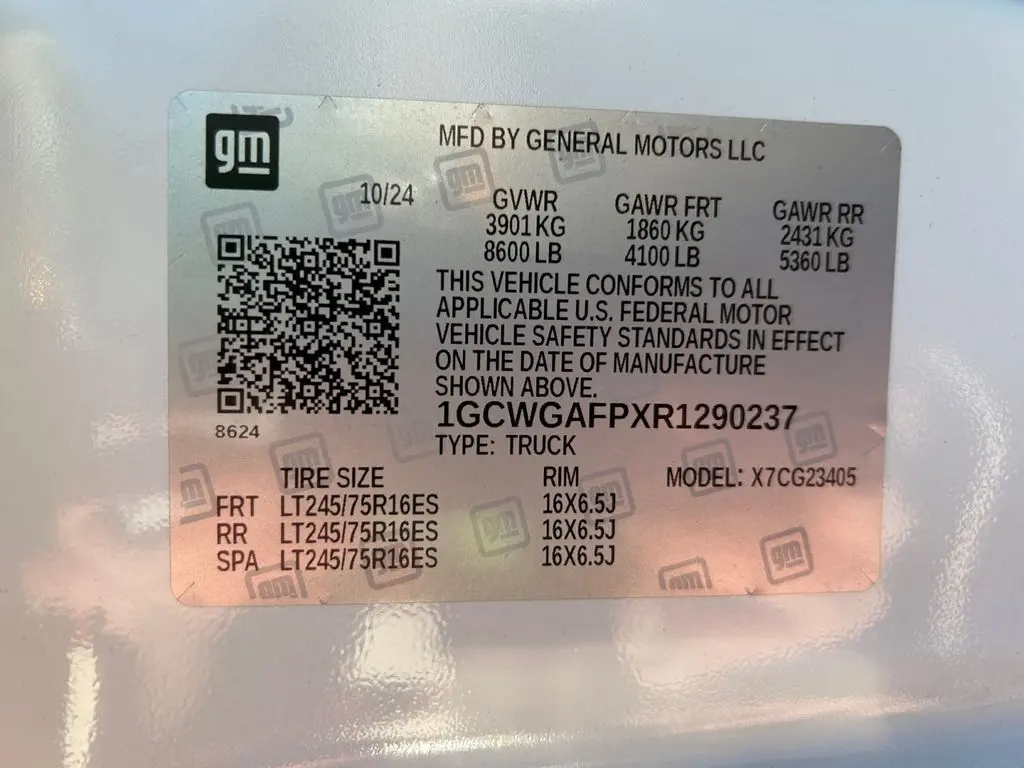 gm
MFD BY GENERAL MOTORS LLC
10/24
GVWR GAWR FRT GAWR RR
3901 KG 1860 KG 2431 KG
8600 LB 4100 LB 5360 LB
THIS VEHICLE CONFORMS TO ALL
APPLICABLE U.S. FEDERAL MOTOR
VEHICLE SAFETY STANDARDS IN EFFECT
ON THE DATE OF MANUFACTURE
SHOWN ABOVE.
8624
1GCWGAFPXR1290237
TYPE: TRUCK
TIRE SIZE RIM MODEL: X7CG23405
FRT LT245/75R16ES 16X6.5J
RR LT245/75R16ES 16X6.5J
SPA LT245/75R16ES 16X6.5J